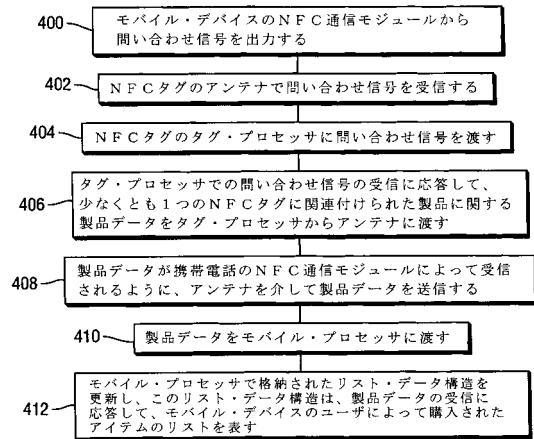 400
モバイル・デバイスのNFC通信モジュールから
問い合わせ信号を出力する
402
NFCタグのアンテナで問い合わせ信号を受信する
404
NFCタグのタグ・プロセッサに問い合わせ信号を渡す
406
タグ・プロセッサでの問い合わせ信号の受信に応答して、
少なくとも1つのNFCタグに関連付けられた製品に関する
製品データをタグ・プロセッサからアンテナに渡す
408
製品データが携帯電話のNFC通信モジュールによって受信
されるように、アンテナを介して製品データを送信する
410
製品データをモバイル・プロセッサに渡す
412
モバイル・プロセッサで格納されたリスト・データ構造を
更新し、このリスト・データ構造は、製品データの受信に
応答して、モバイル・デバイスのユーザによって購入された
アイテムのリストを表す